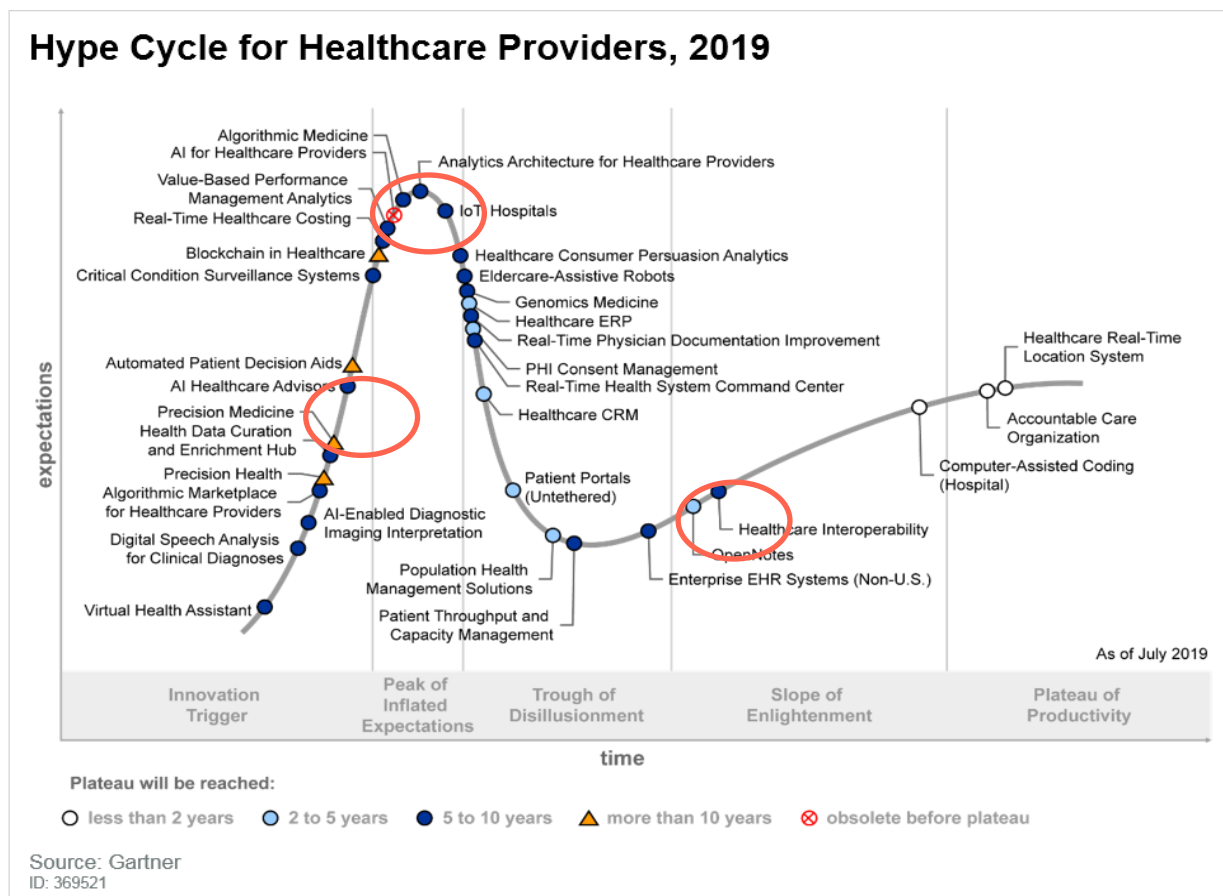 Hype Cycle for Healthcare Providers, 2019
Algorithmic Medicine
AI for Healthcare Providers
Analytics Architecture for Healthcare Providers
Value-Based Performance
Management Analytics
Real-Time Healthcare Costing
IoT Hospitals
Blockchain in Healthcare
Healthcare Consumer Persuasion Analytics
Critical Condition Surveillance Systems
Eldercare-Assistive Robots
Genomics Medicine
Healthcare ERP
Real-Time Physician Documentation Improvement
PHI Consent Management
Real-Time Health System Command Center
Healthcare CRM
Automated Patient Decision Aids
AI Healthcare Advisors
Precision Medicine
Health Data Curation
and Enrichment Hub
Precision Health
Algorithmic Marketplace
for Healthcare Providers
AI-Enabled Diagnostic
Imaging Interpretation
Digital Speech Analysis
for Clinical Diagnoses
Virtual Health Assistant
Patient Portals
(Untethered)
Population Health
Management Solutions
Patient Throughput and
Capacity Management
Enterprise EHR Systems (Non-U.S.)
OpenNotes
Healthcare Interoperability
Computer-Assisted Coding
(Hospital)
Accountable Care
Organization
Healthcare Real-Time
Location System
expectations
As of July 2019
Innovation
Trigger
Peak of
Inflated
Expectations
Trough of
Disillusionment
Slope of
Enlightenment
Plateau of
Productivity
time
Plateau will be reached:
less than 2 years
2 to 5 years
5 to 10 years
more than 10 years
obsolete before plateau
Source: Gartner
ID: 369521